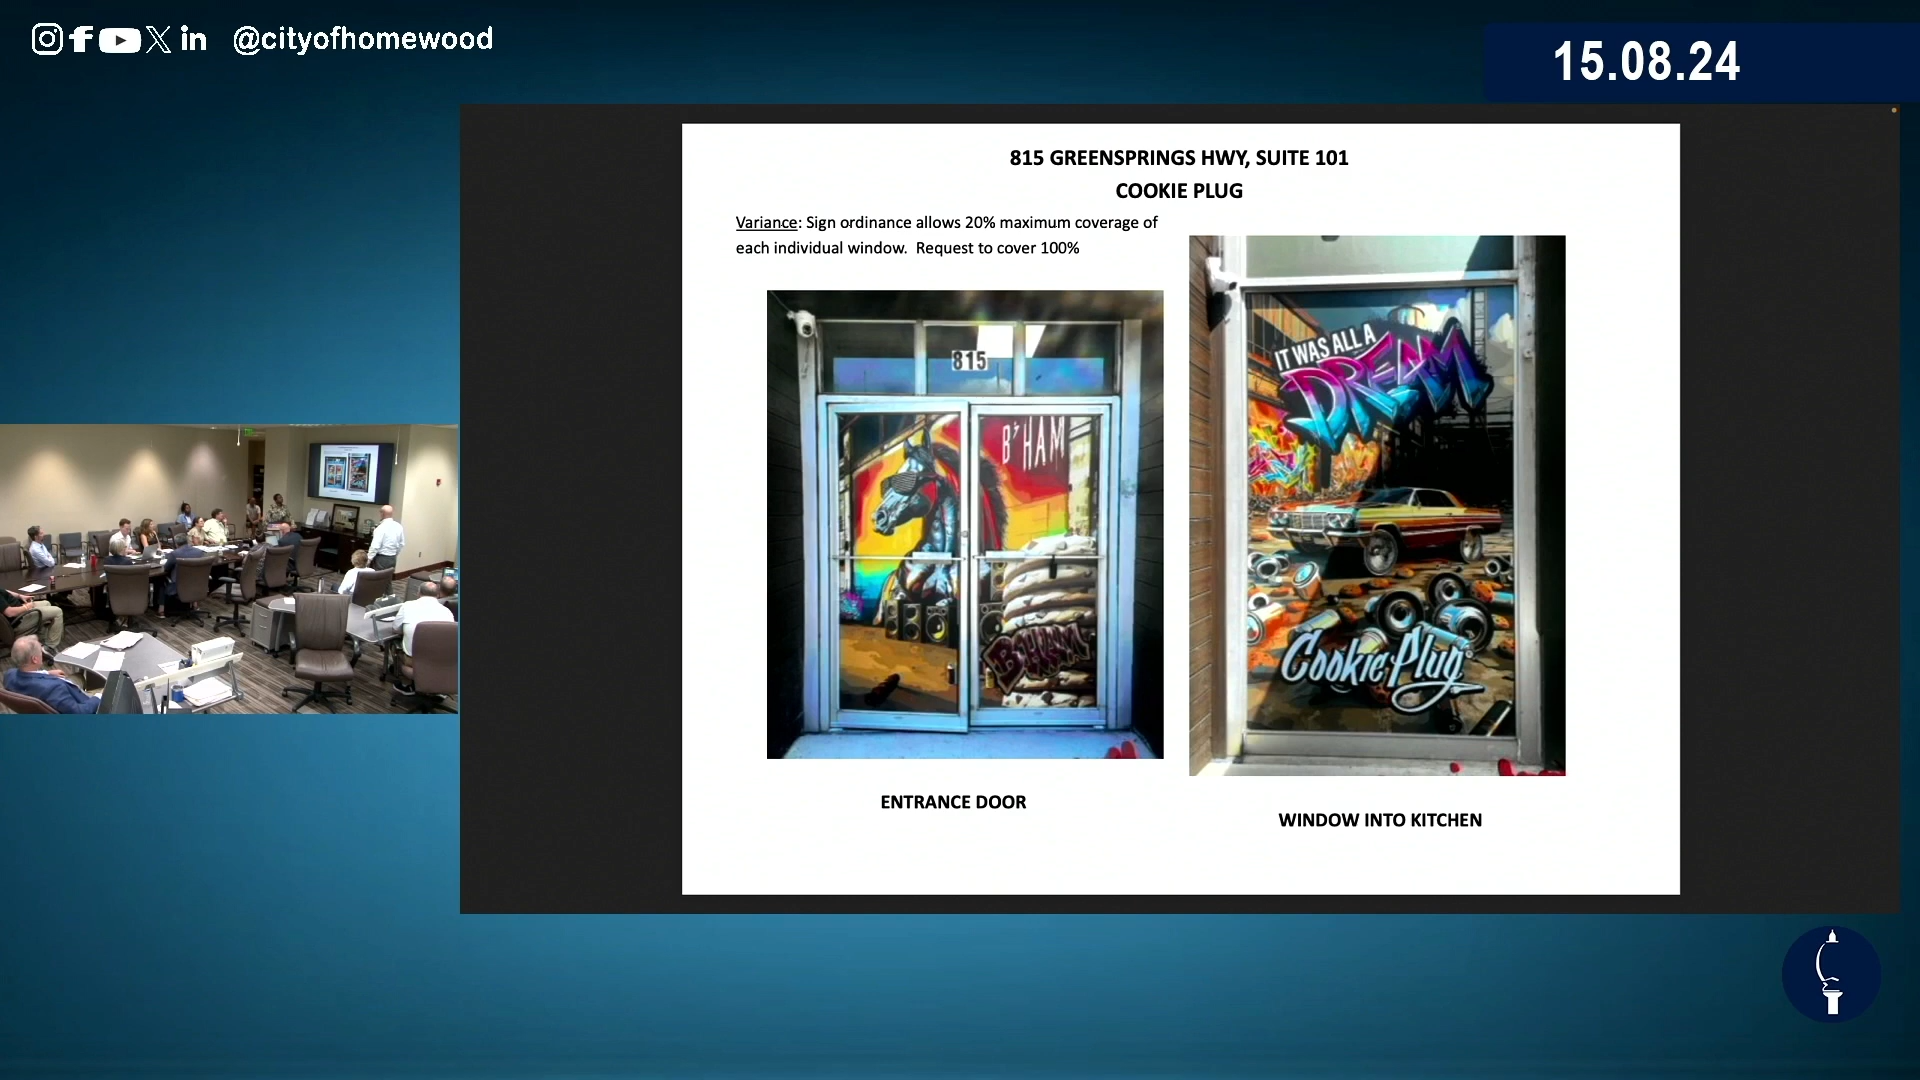 @cityofhomewood
15.08.24
815 GREENSPRINGS HWY, SUITE 101
COOKIE PLUG
Variance: Sign ordinance allows 20% maximum coverage of
each individual window.  Request to cover 100%
815
B'HAM
BHAM
IT WAS ALL A
DREAM
Cookie Plug
ENTRANCE DOOR
WINDOW INTO KITCHEN